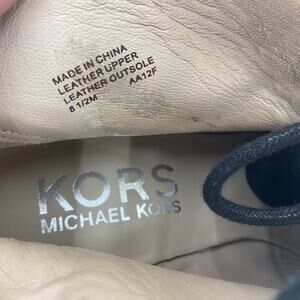 MADE IN CHINA
LEATHER UPPER
LEATHER OUTSOLE
8 1/2M AA12F
KORS
MICHAEL KORS